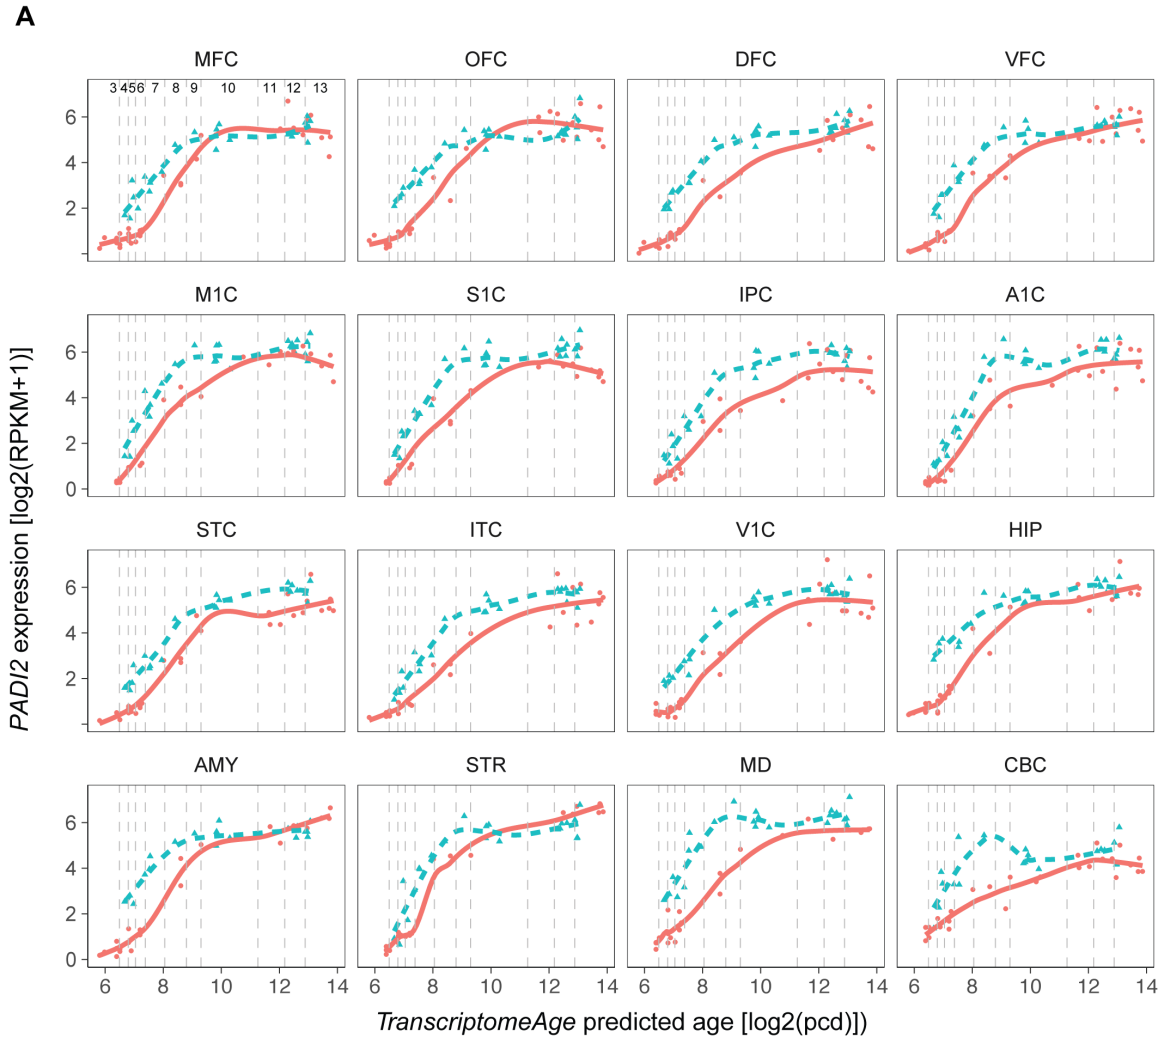 A
MFC OFC DFC VFC
3 4 5 6 7 8 9 10 11 12 13
6
4
2
M1C S1C IPC A1C
6
4
2
0
STC ITC V1C HIP
6
4
2
AMY STR MD CBC
6
4
2
0
6 8 10 12 14 6 8 10 12 14 6 8 10 12 14 6 8 10 12 14
PADI2 expression [log2(RPKM+1)]
TranscriptomeAge predicted age [log2(pcd)])